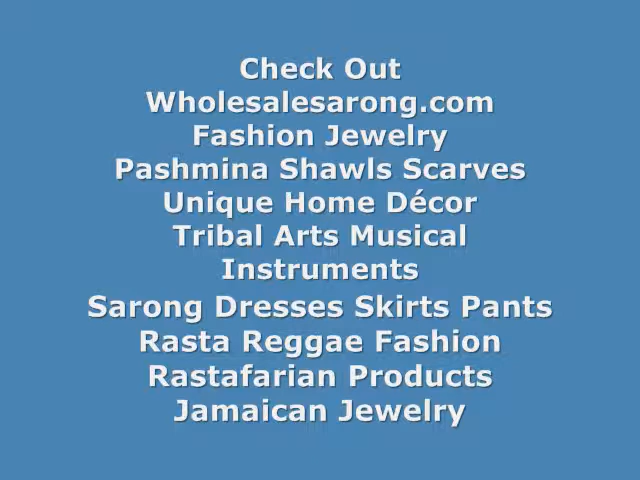 Check Out
Wholesalesarong.com
Fashion Jewelry
Pashmina Shawls Scarves
Unique Home Décor
Tribal Arts Musical
Instruments
Sarong Dresses Skirts Pants
Rasta Reggae Fashion
Rastafarian Products
Jamaican Jewelry